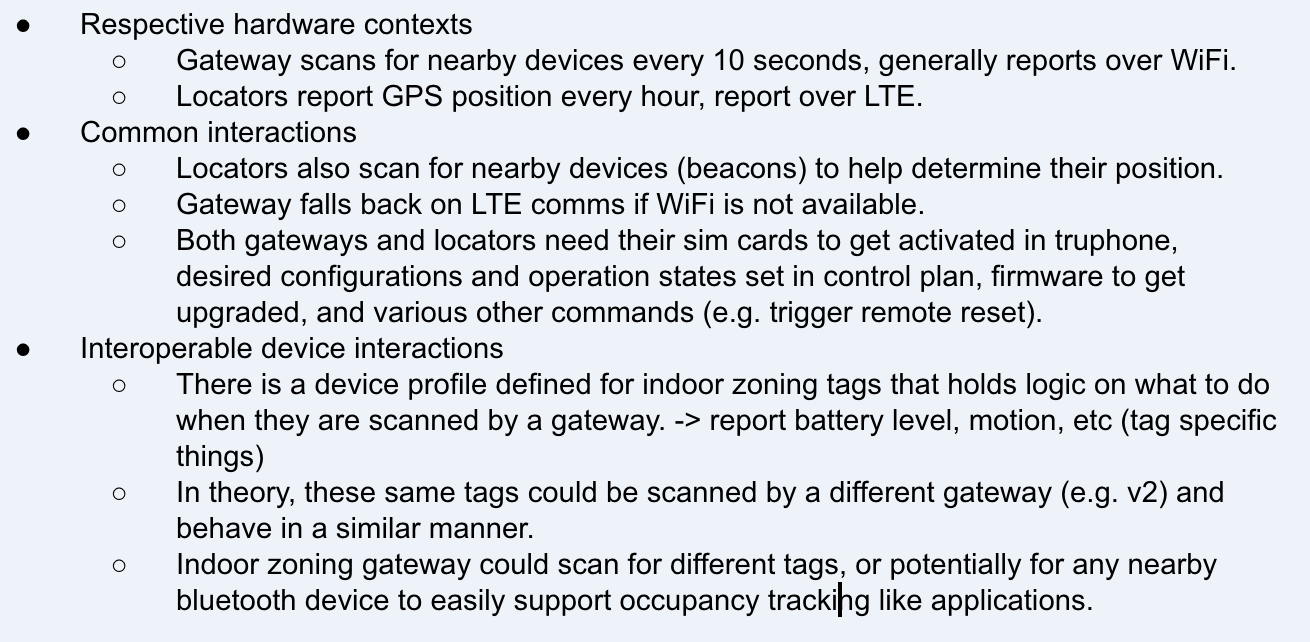 ● Respective hardware contexts
○ Gateway scans for nearby devices every 10 seconds, generally reports over WiFi.
○ Locators report GPS position every hour, report over LTE.
● Common interactions
○ Locators also scan for nearby devices (beacons) to help determine their position.
○ Gateway falls back on LTE comms if WiFi is not available.
○ Both gateways and locators need their sim cards to get activated in truphone,
desired configurations and operation states set in control plan, firmware to get
upgraded, and various other commands (e.g. trigger remote reset).
● Interoperable device interactions
○ There is a device profile defined for indoor zoning tags that holds logic on what to do
when they are scanned by a gateway. -> report battery level, motion, etc (tag specific
things)
○ In theory, these same tags could be scanned by a different gateway (e.g. v2) and
behave in a similar manner.
○ Indoor zoning gateway could scan for different tags, or potentially for any nearby
bluetooth device to easily support occupancy tracking like applications.